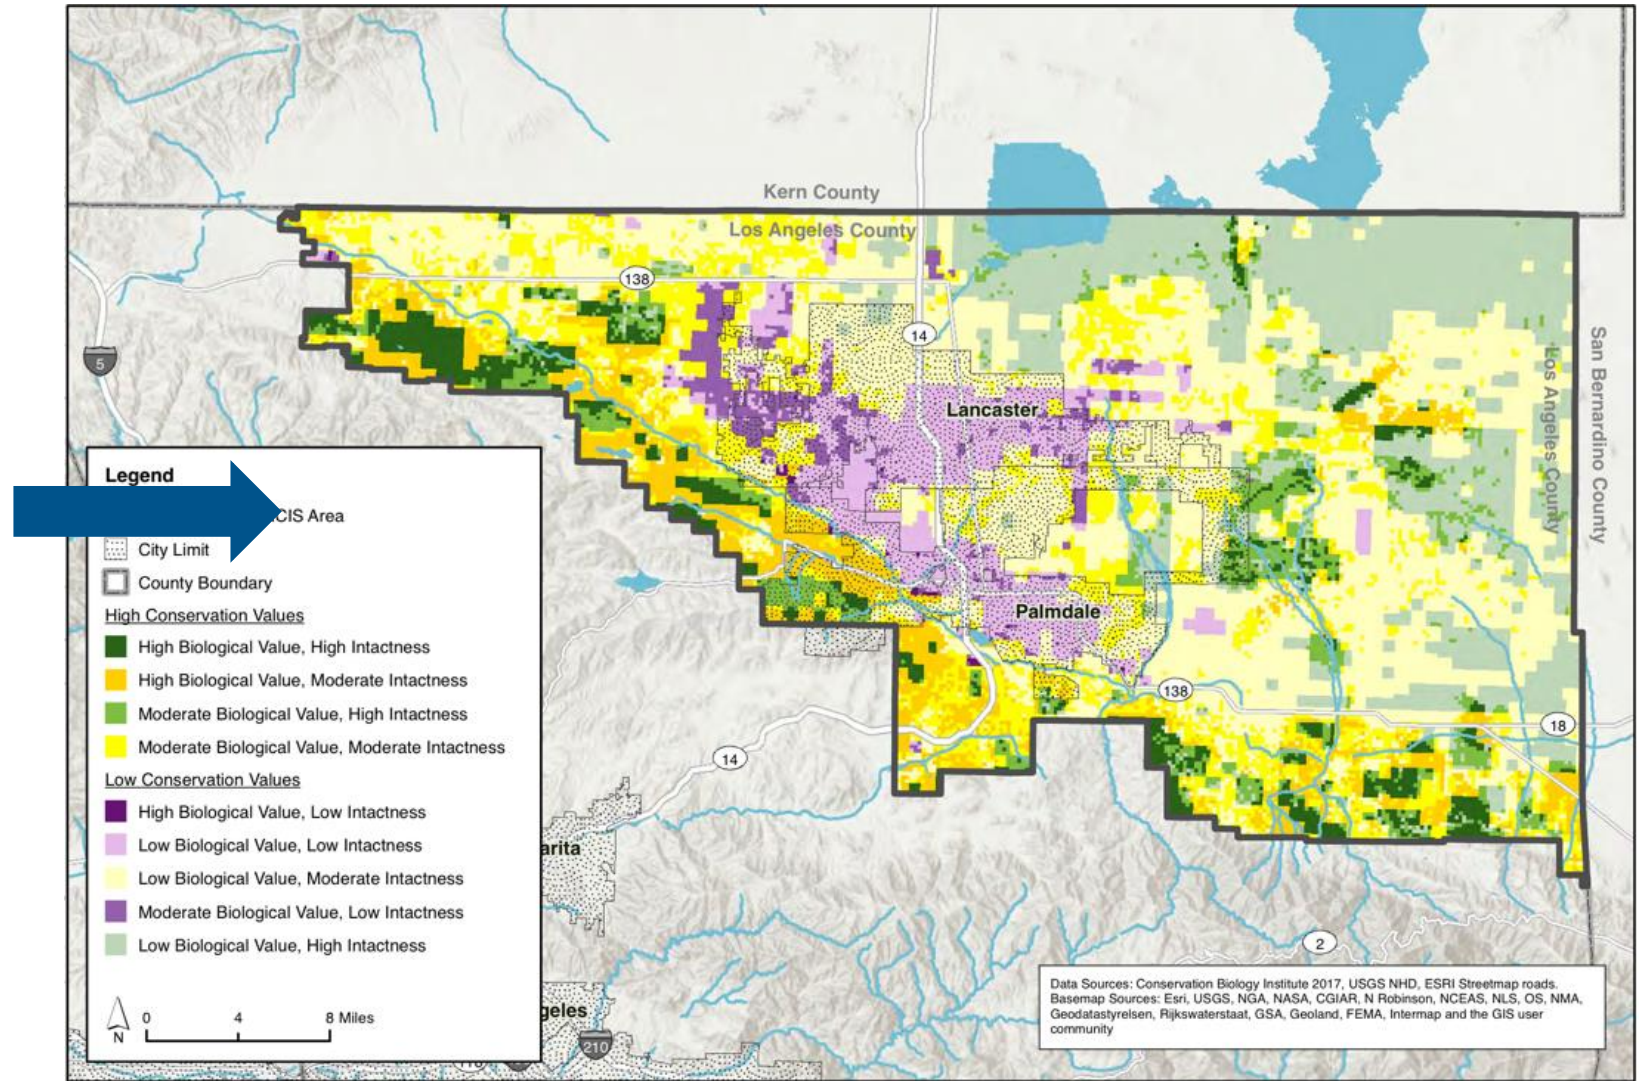 Kern County
Los Angeles County
138
14
5
Lancaster
San Bernardino County
Los Angeles County
Palmdale
138
18
14
Legend
CIS Area
City Limit
County Boundary
High Conservation Values
High Biological Value, High Intactness
High Biological Value, Moderate Intactness
Moderate Biological Value, High Intactness
Moderate Biological Value, Moderate Intactness
Low Conservation Values
High Biological Value, Low Intactness
Low Biological Value, Low Intactness
Low Biological Value, Moderate Intactness
Moderate Biological Value, Low Intactness
Low Biological Value, High Intactness
N
0 4 8 Miles
arita
geles
210
2
Data Sources: Conservation Biology Institute 2017, USGS NHD, ESRI Streetmap roads.
Basemap Sources: Esri, USGS, NGA, NASA, CGIAR, N Robinson, NCEAS, NLS, OS, NMA,
Geodatastyrelsen, Rijkswaterstaat, GSA, Geoland, FEMA, Intermap and the GIS user
community